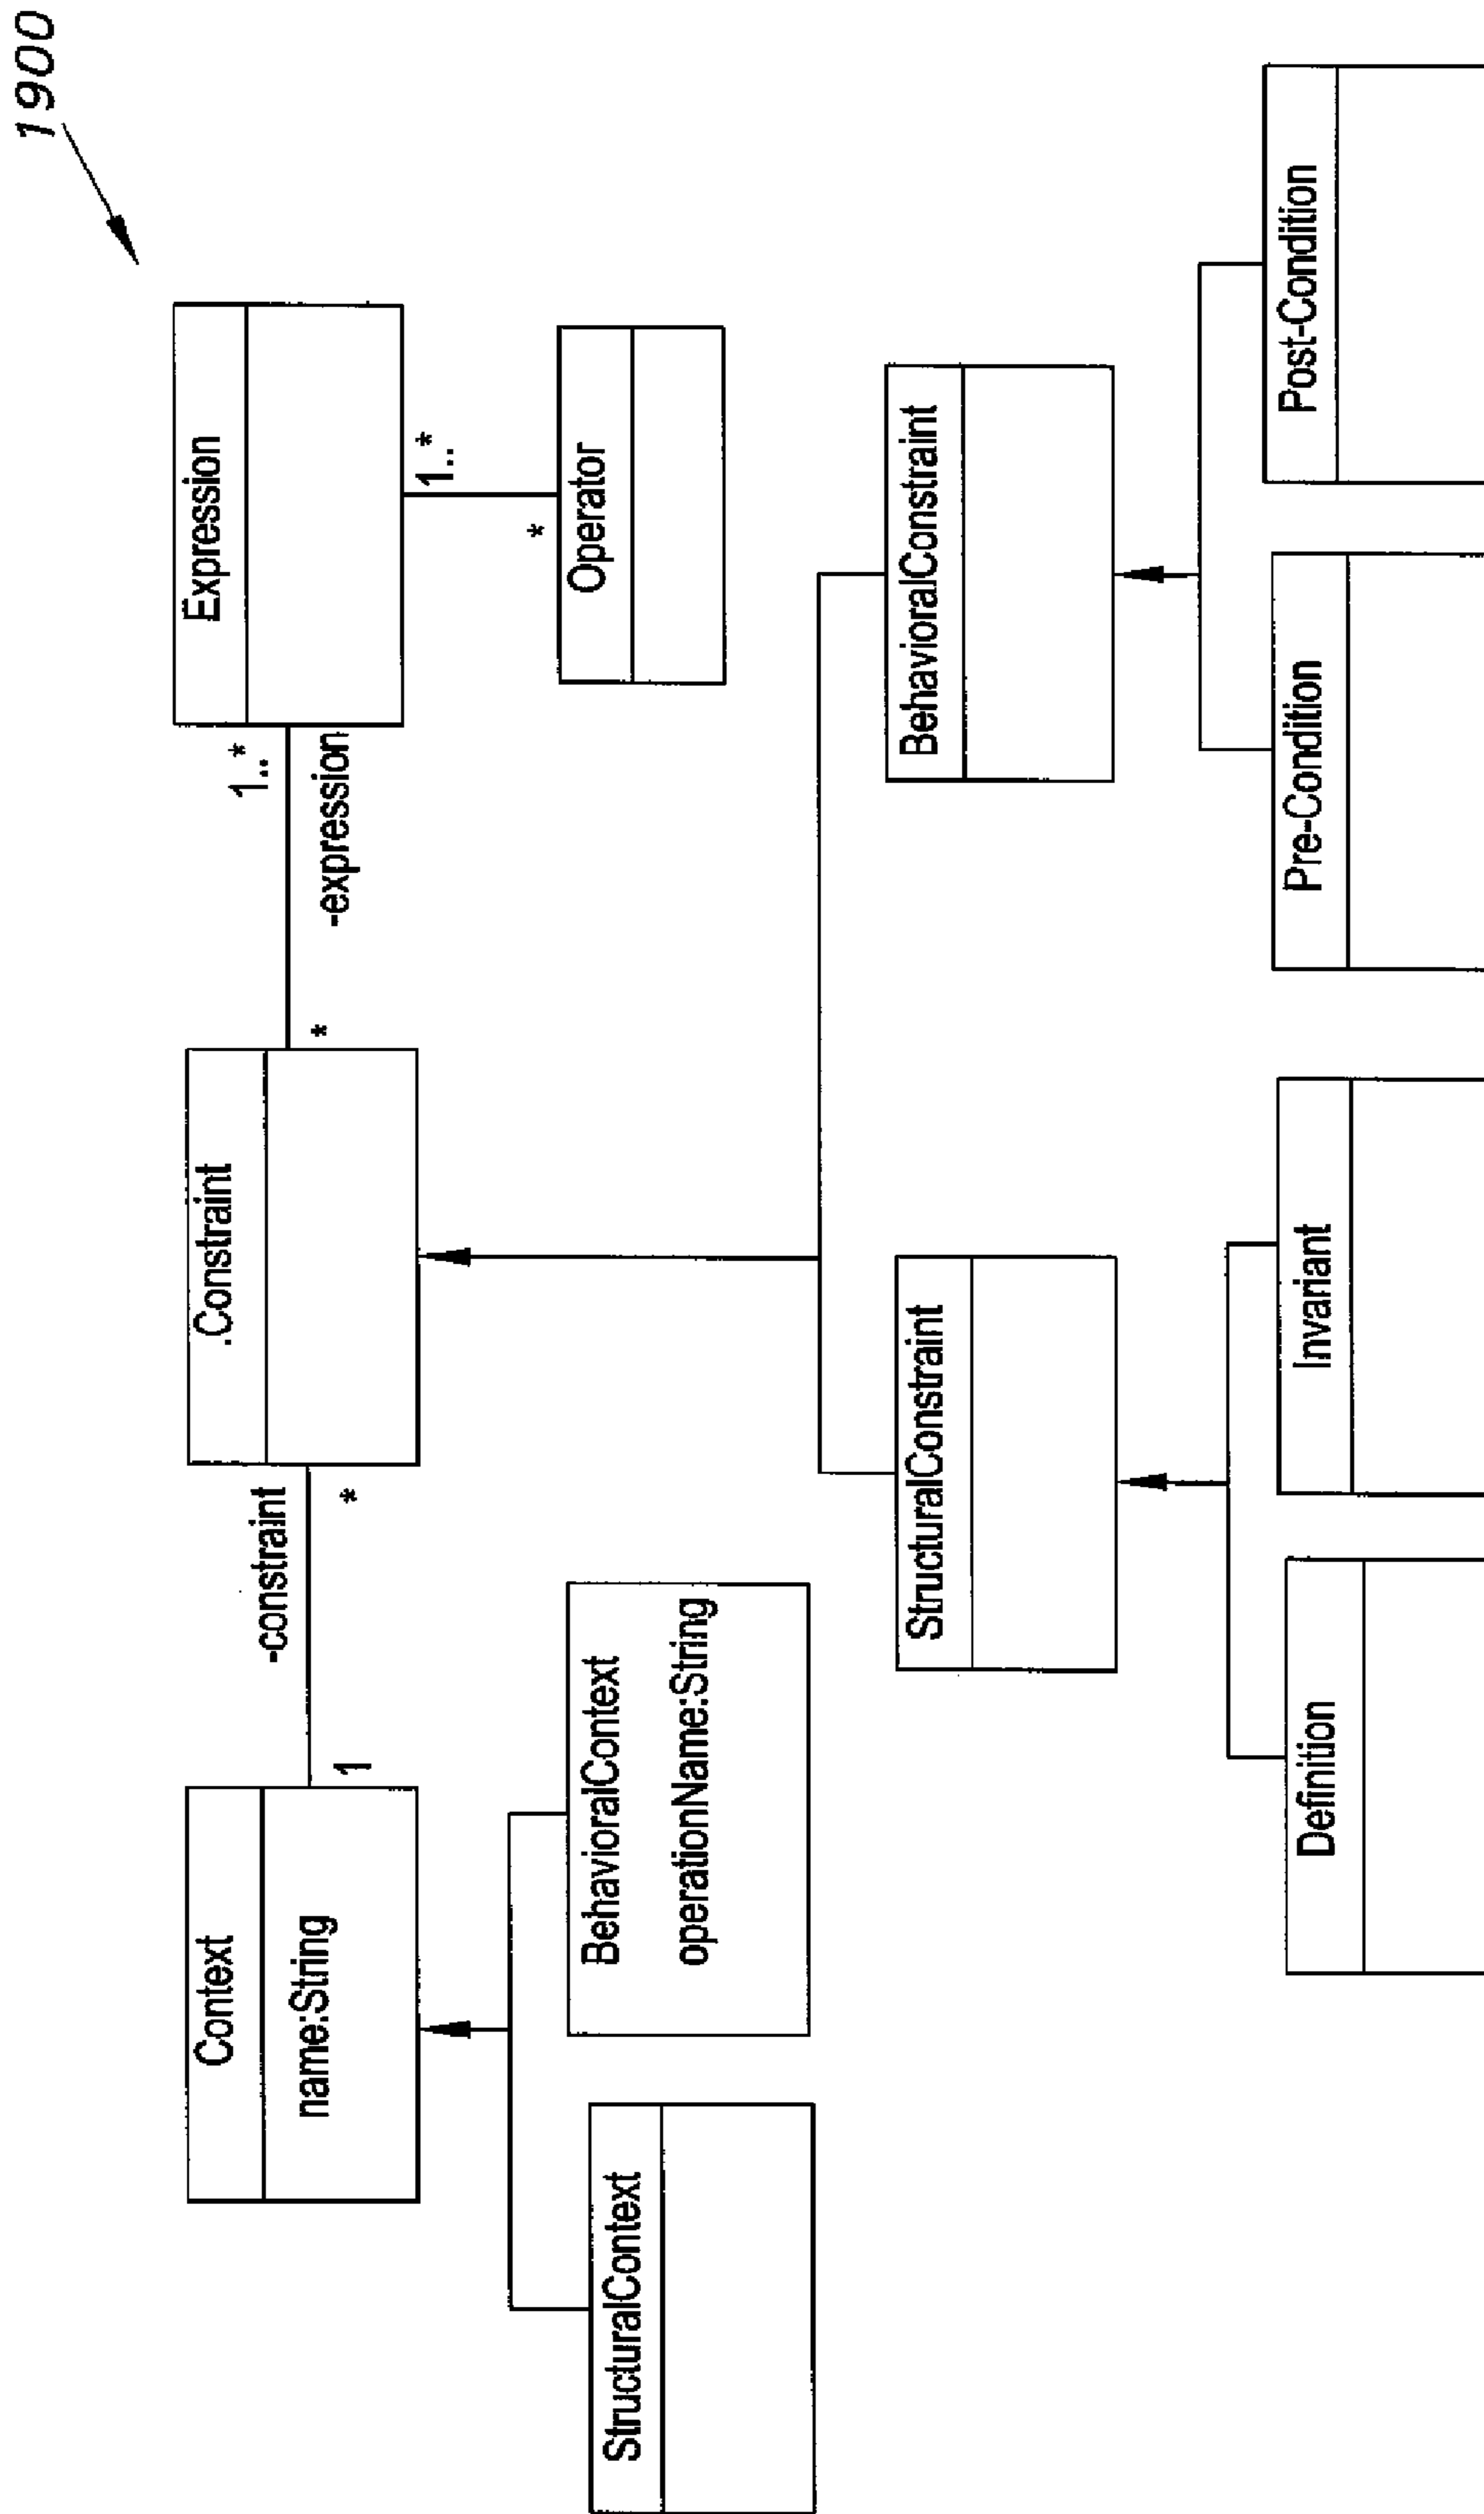 1900
Context
name:String
-constraint
1
*
.Constraint
*
-expression
1..*
Expression
1..*
*
Operator
StructuralContext
BehavioralContext
operationName:String
StructuralConstraint
BehavioralConstraint
Definition
Invariant
Pre-Condition
Post-Condition